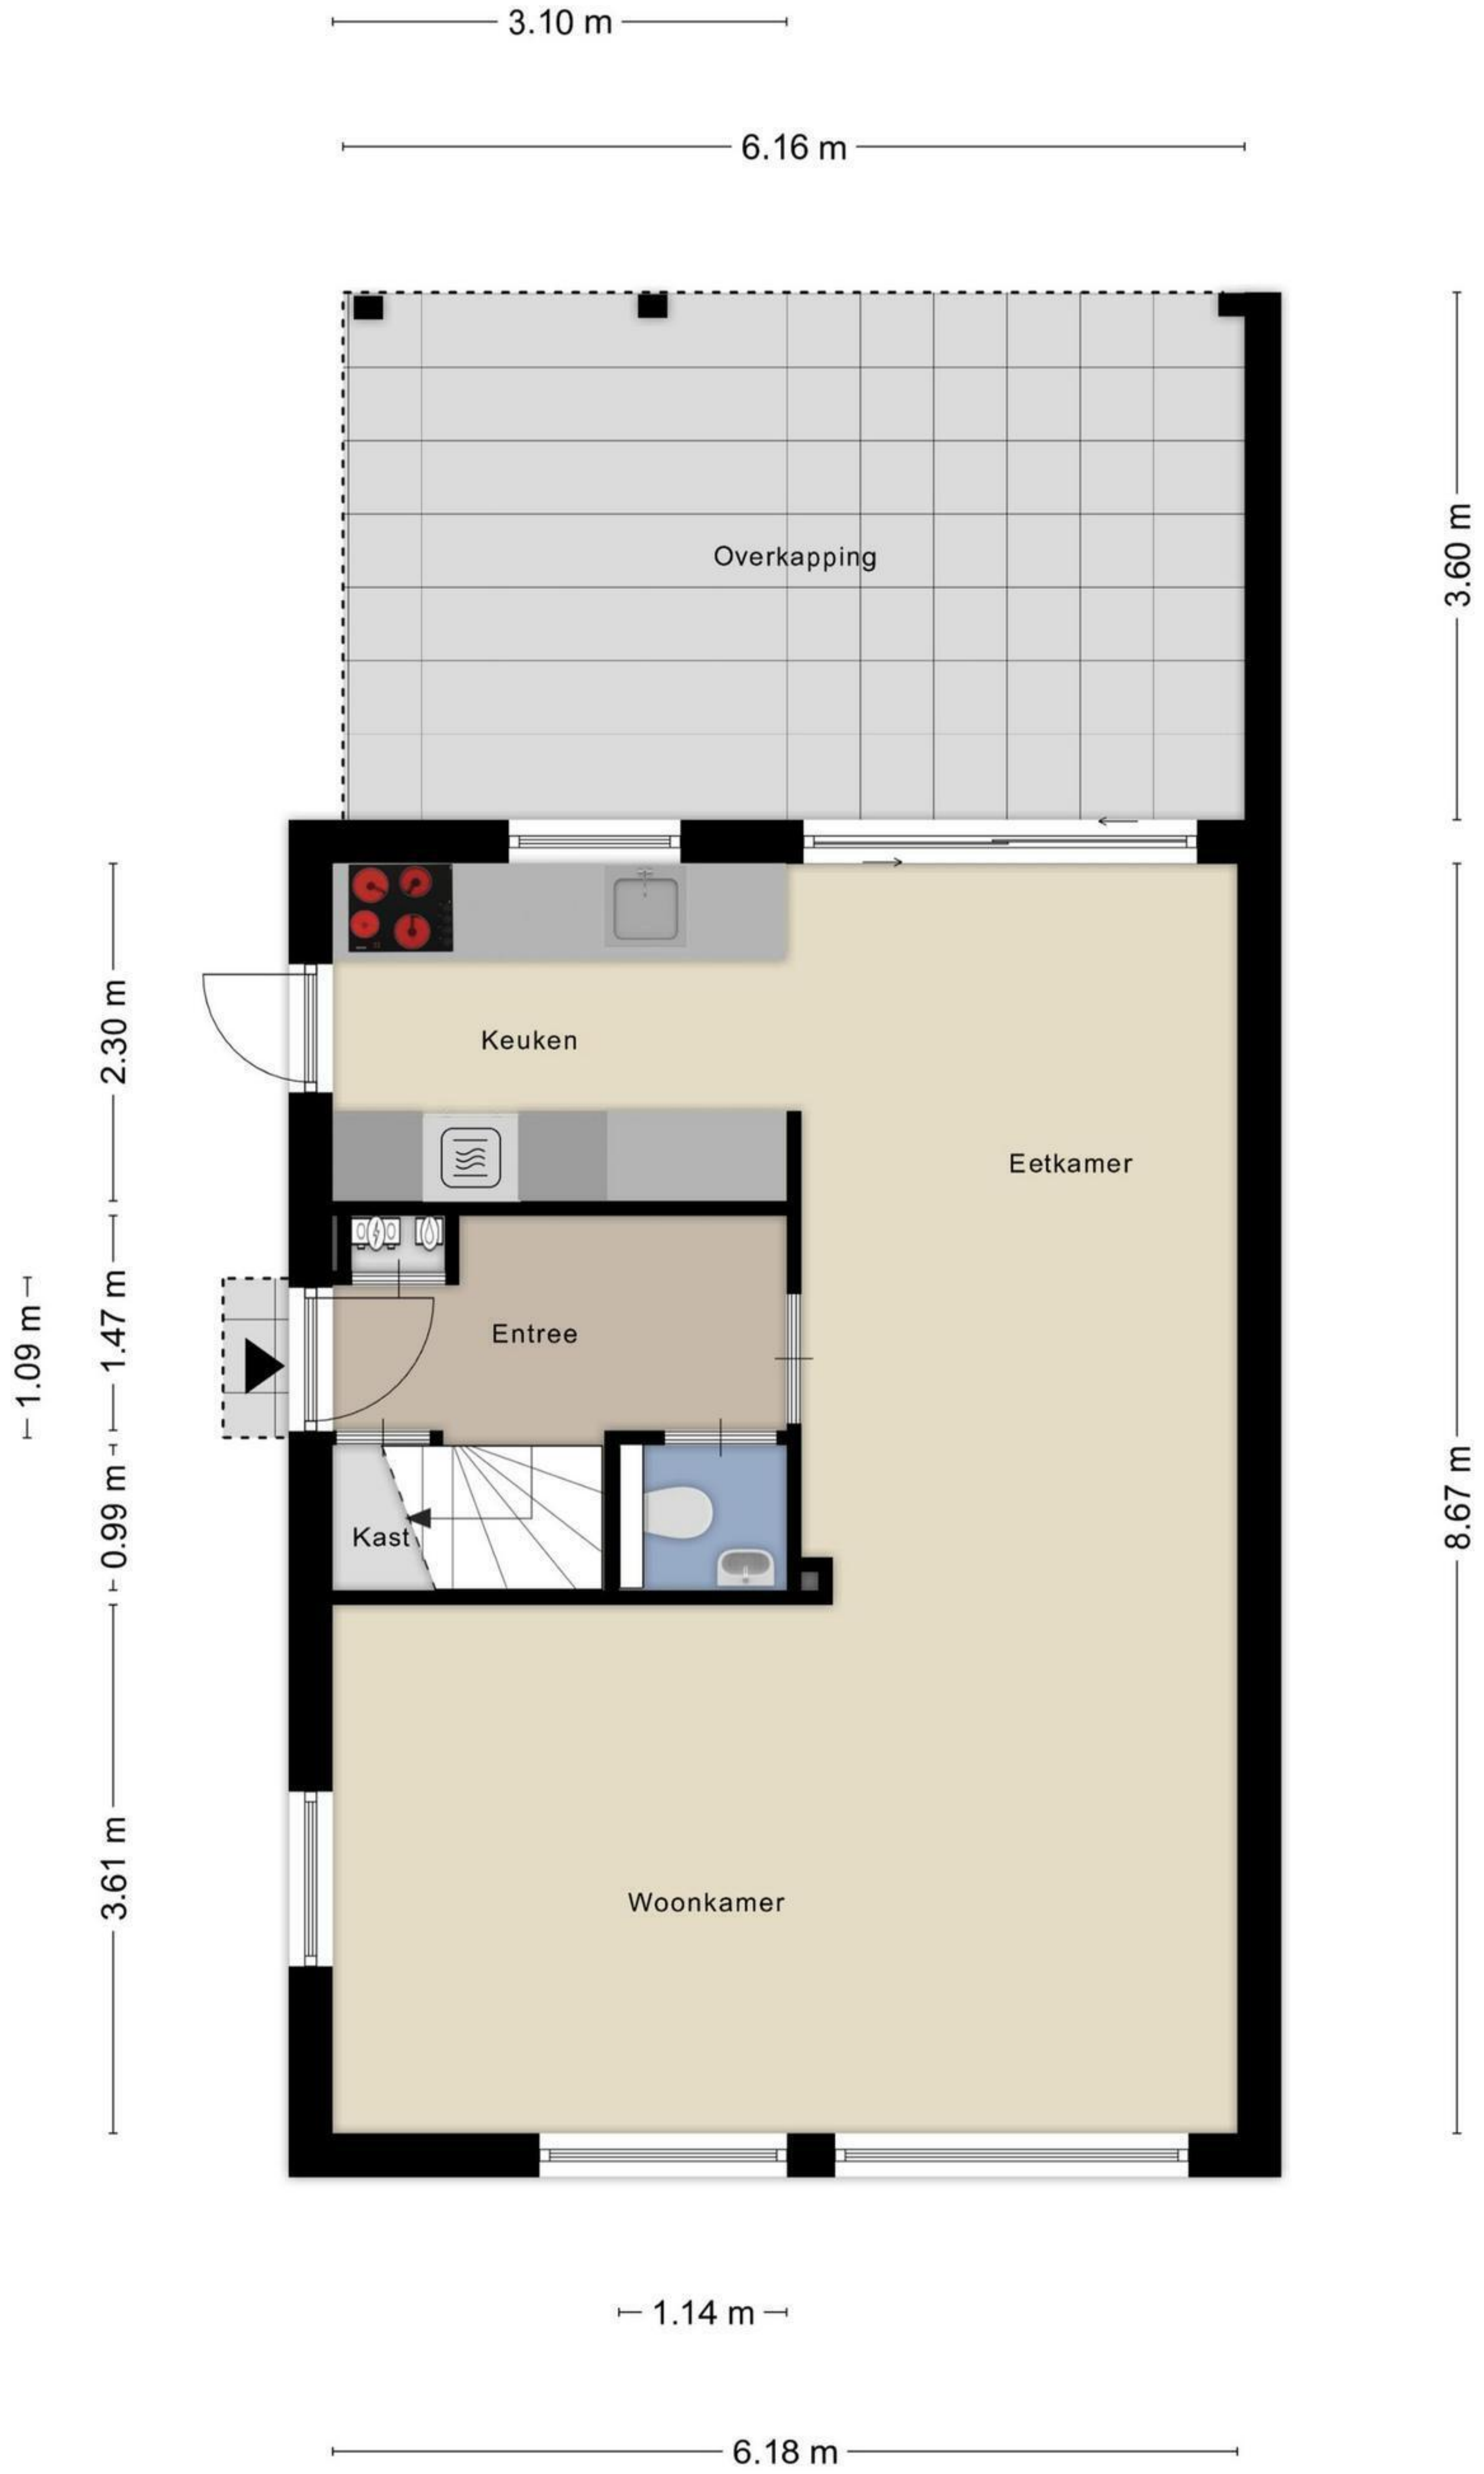 3.10 m
6.16 m
Overkapping
3.60 m
2.30 m
Keuken
Eetkamer
1.47 m
1.09 m
Entree
0.99 m
Kast
8.67 m
3.61 m
Woonkamer
1.14 m
6.18 m